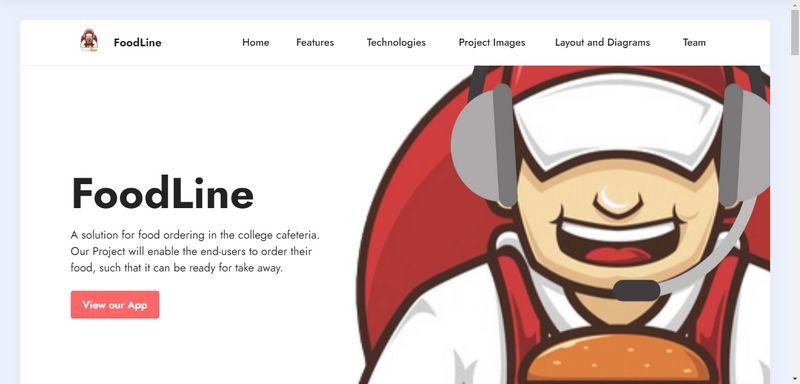 FoodLine
Home
Features
Technologies
Project Images
Layout and Diagrams
Team
FoodLine
A solution for food ordering in the college cafeteria.
Our Project will enable the end-users to order their
food, such that it can be ready for take away.
View our App